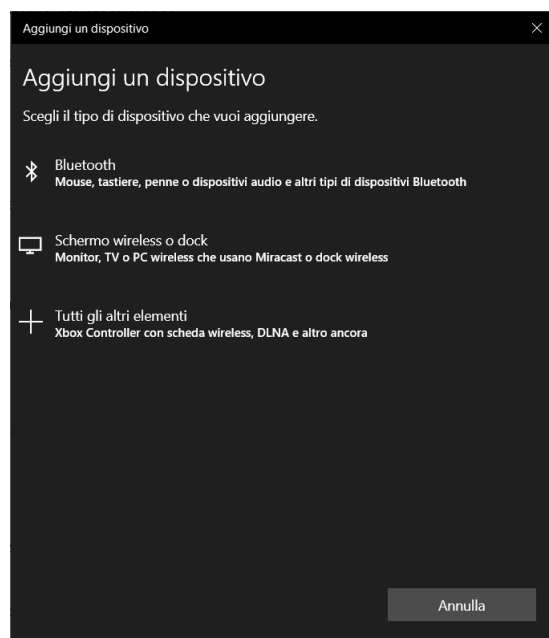 Aggiungi un dispositivo
Aggiungi un dispositivo
Scegli il tipo di dispositivo che vuoi aggiungere.
Bluetooth
Mouse, tastiere, penne o dispositivi audio e altri tipi di dispositivi Bluetooth
Schermo wireless o dock
Monitor, TV o PC wireless che usano Miracast o dock wireless
Tutti gli altri elementi
Xbox Controller con scheda wireless, DLNA e altro ancora
Annulla